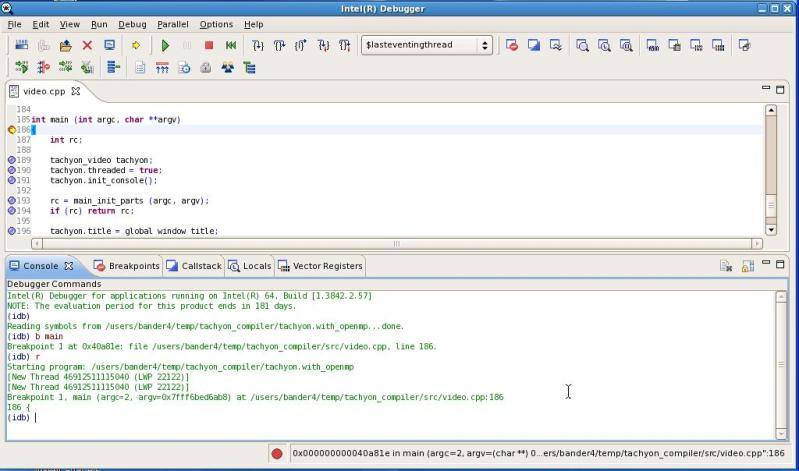 Intel(R) Debugger
File Edit View Run Debug Parallel Options Help
$lasteventingthread
video.cpp
184
185 int main (int argc, char **argv)
186 {
187 int rc;
188
189 tachyon_video tachyon;
190 tachyon.threaded = true;
191 tachyon.init_console();
192
193 rc = main_init_parts (argc, argv);
194 if (rc) return rc;
195
196 tachyon.title = global_window_title;
Console Breakpoints Callstack Locals Vector Registers
Debugger Commands
Intel(R) Debugger for applications running on Intel(R) 64, Build [1.3842.2.57]
NOTE: The evaluation period for this product ends in 181 days.
(idb)
Reading symbols from /users/bander4/temp/tachyon_compiler/tachyon.with_openmp...done.
(idb) b main
Breakpoint 1 at 0x40a81e: file /users/bander4/temp/tachyon_compiler/src/video.cpp, line 186.
(idb) r
Starting program: /users/bander4/temp/tachyon_compiler/tachyon.with_openmp
[New Thread 46912511115040 (LWP 22122)]
[New Thread 46912511115040 (LWP 22122)]
Breakpoint 1, main (argc=2, argv=0x7fff6bed6ab8) at /users/bander4/temp/tachyon_compiler/src/video.cpp:186
186 {
(idb)
0x000000000040a81e in main (argc=2, argv=(char **) 0...ers/bander4/temp/tachyon_compiler/src/video.cpp":186